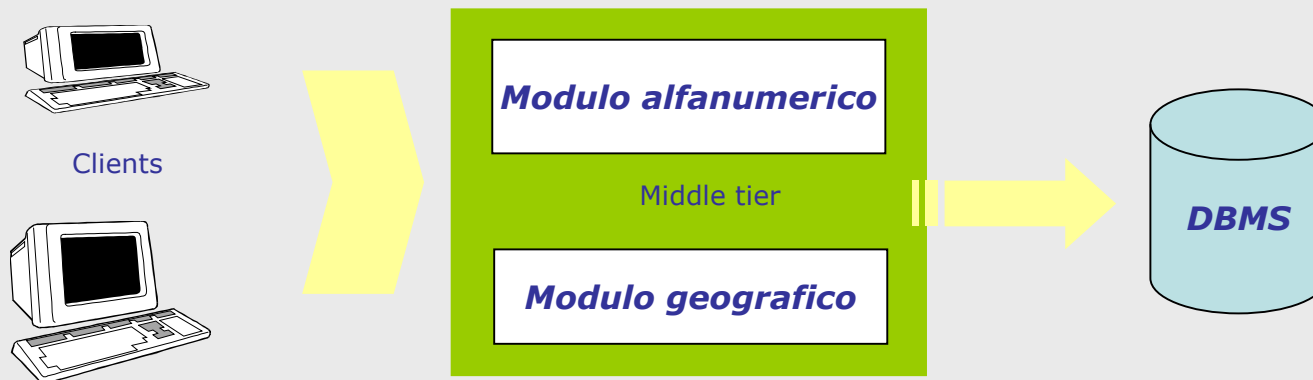 Clients
Modulo alfanumerico
Middle tier
Modulo geografico
DBMS